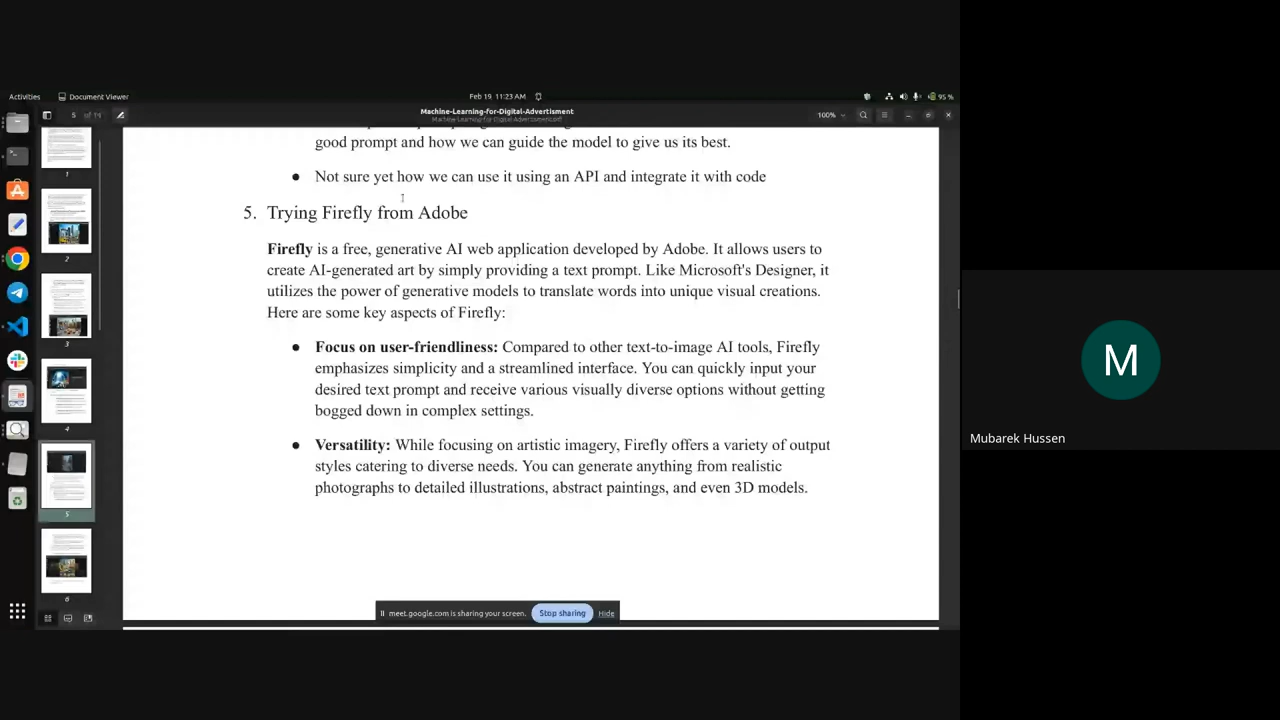 Activities
Document Viewer
Feb 19, 11:23 AM
95 %
5
Machine-Learning-for-Digital-Advertisment
100%
good prompt and how we can guide the model to give us its best.
● Not sure yet how we can use it using an API and integrate it with code
5. Trying Firefly from Adobe
Firefly is a free, generative AI web application developed by Adobe. It allows users to
create AI-generated art by simply providing a text prompt. Like Microsoft's Designer, it
utilizes the power of generative models to translate words into unique visual creations.
Here are some key aspects of Firefly:
● Focus on user-friendliness: Compared to other text-to-image AI tools, Firefly
emphasizes simplicity and a streamlined interface. You can quickly input your
desired text prompt and receive various visually diverse options without getting
bogged down in complex settings.
● Versatility: While focusing on artistic imagery, Firefly offers a variety of output
styles catering to diverse needs. You can generate anything from realistic
photographs to detailed illustrations, abstract paintings, and even 3D models.
1
2
3
4
5
6
meet.google.com is sharing your screen.
Stop sharing
Hide
M
Mubarek Hussen